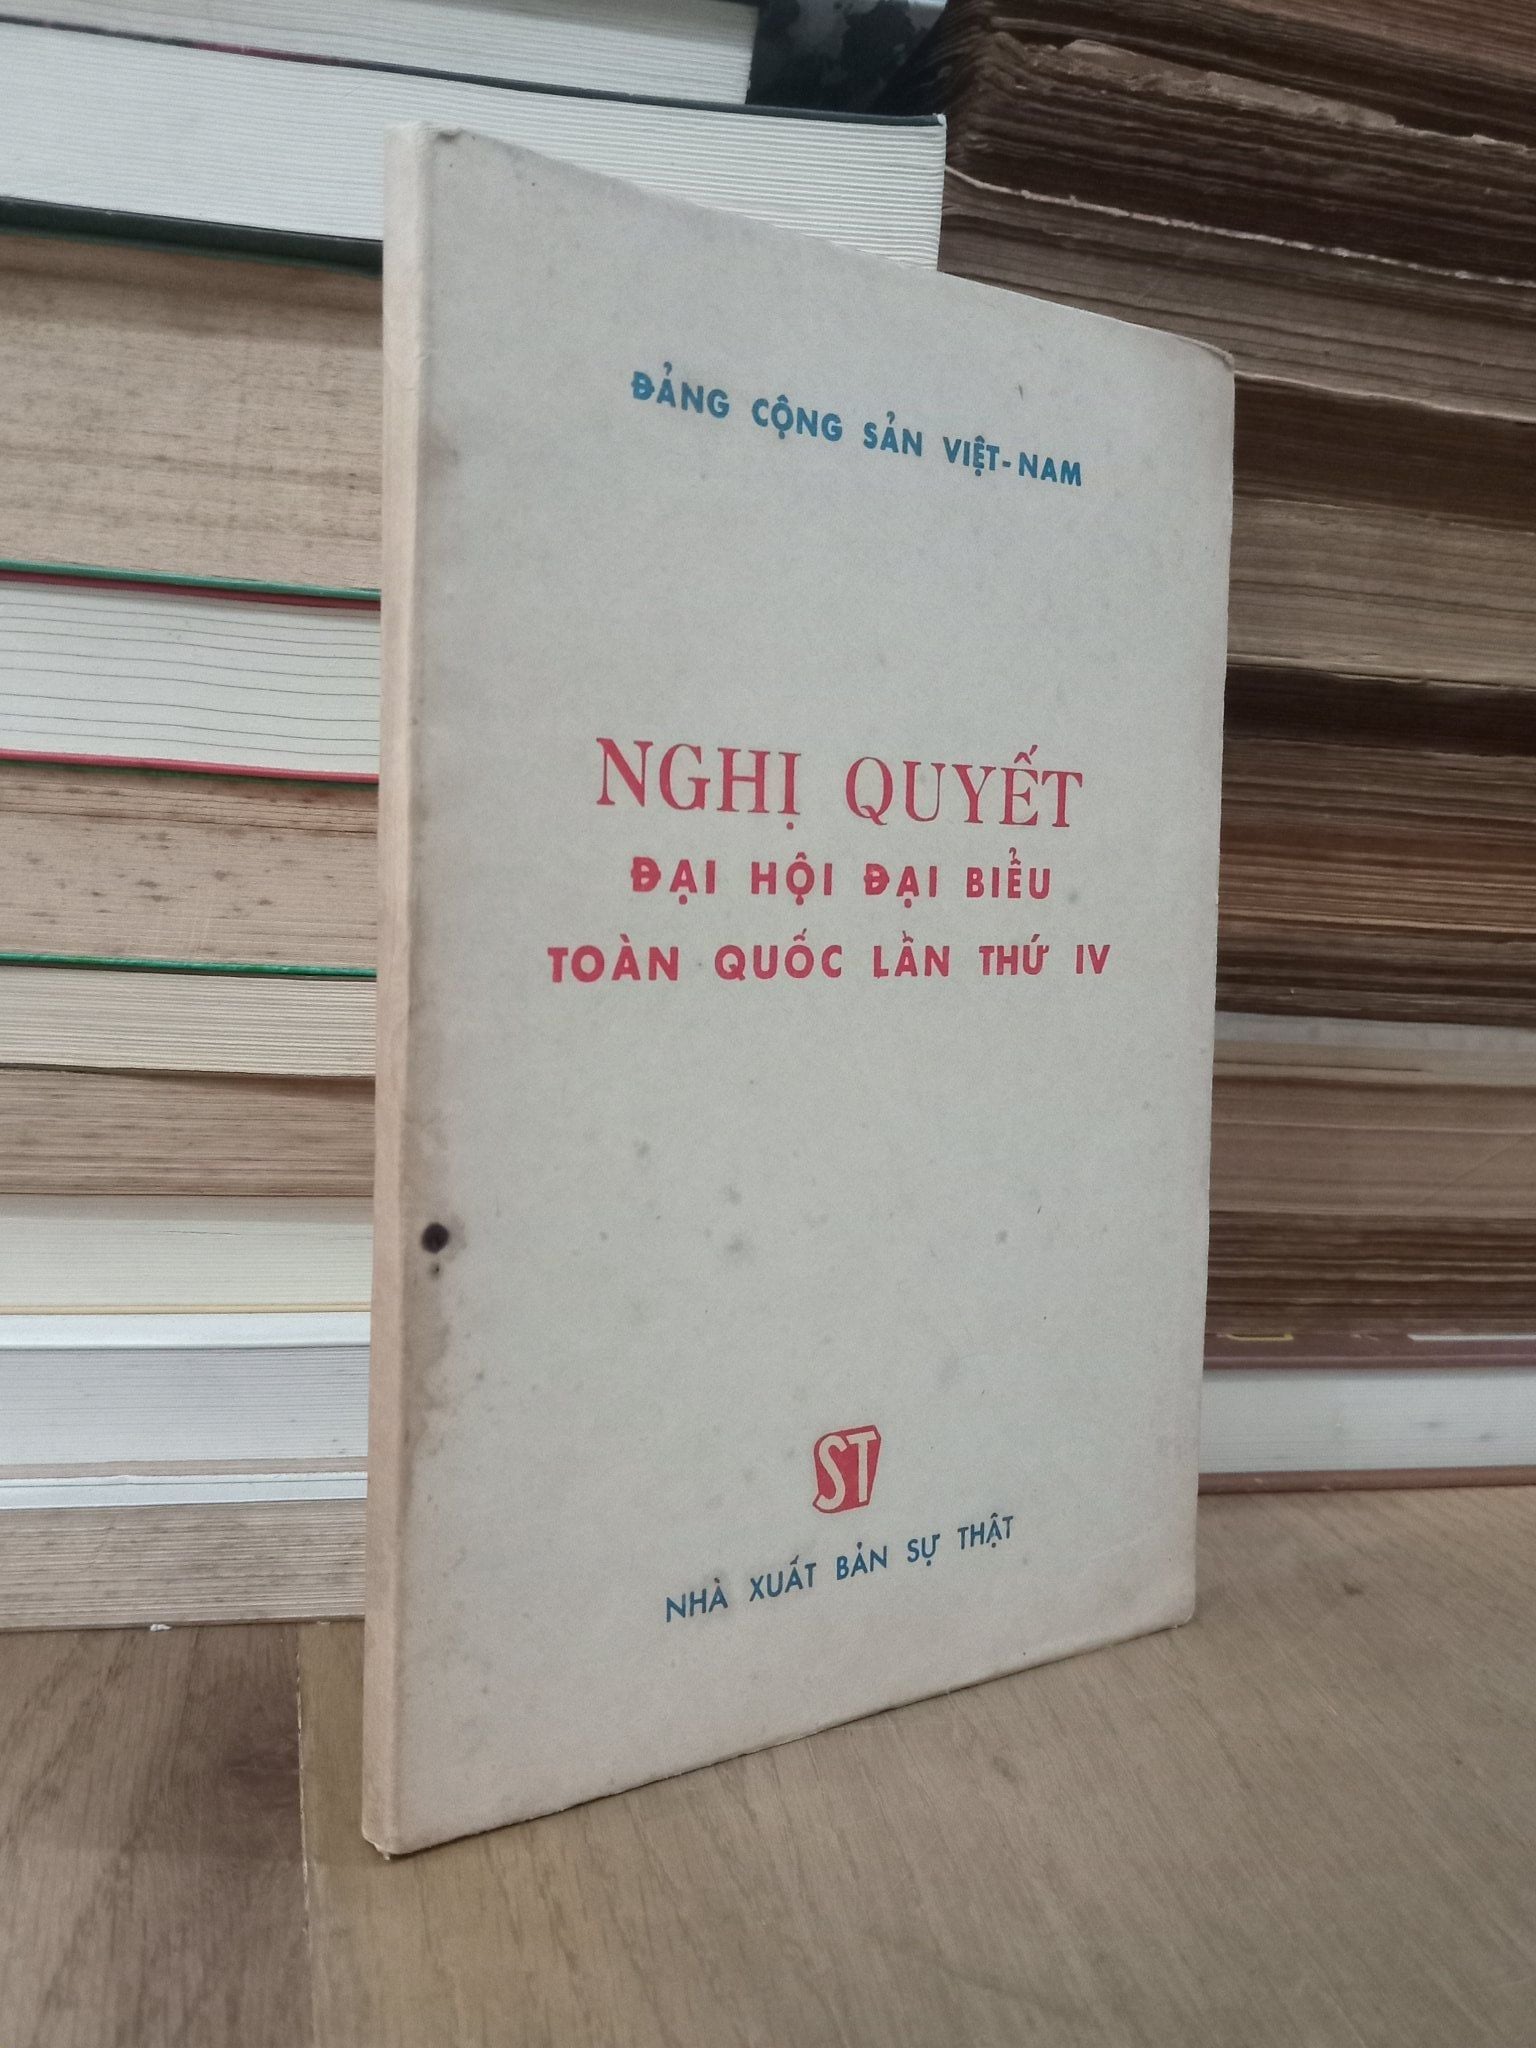 ĐẢNG CỘNG SẢN VIỆT-NAM
NGHỊ QUYẾT
ĐẠI HỘI ĐẠI BIỂU
TOÀN QUỐC LẦN THỨ IV
ST
NHÀ XUẤT BẢN SỰ THẬT